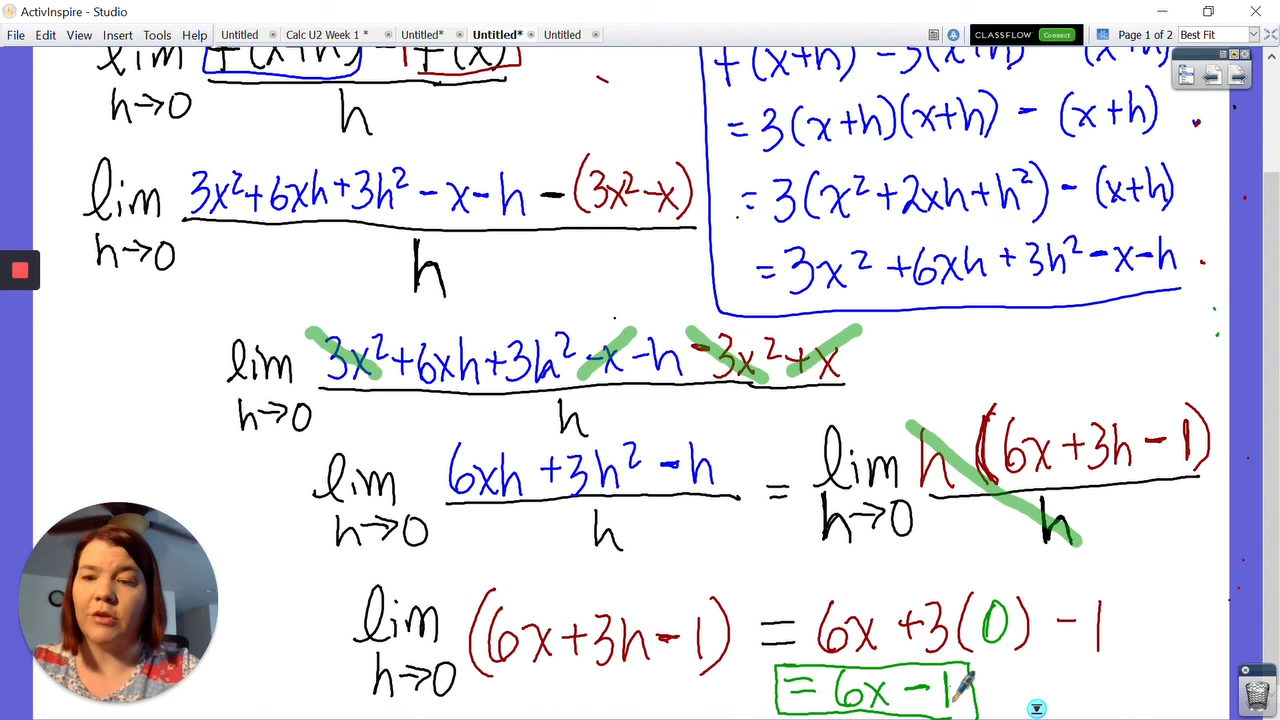 ActivInspire - Studio
File Edit View Insert Tools Help Untitled Calc U2 Week 1 * Untitled* Untitled* Untitled CLASSFLOW Connect Page 1 of 2 Best Fit
lim h→0 f(x+h) - f(x) / h
f(x+h) - 3(x+h) - (x+h)
= 3(x+h)(x+h) - (x+h)
= 3(x²+2xh+h²) - (x+h)
= 3x²+6xh+3h²-x-h
lim h→0 3x²+6xh+3h²-x-h-(3x²-x) / h
lim h→0 3x²+6xh+3h²-x-h-3x²+x / h
lim h→0 6xh+3h²-h / h = lim h→0 h(6x+3h-1) / h
lim h→0 (6x+3h-1) = 6x+3(0)-1
= 6x-1